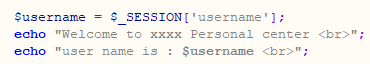 $username = $_SESSION['username'];
echo "Welcome to xxxx Personal center <br>";
echo "user name is : $username <br>";